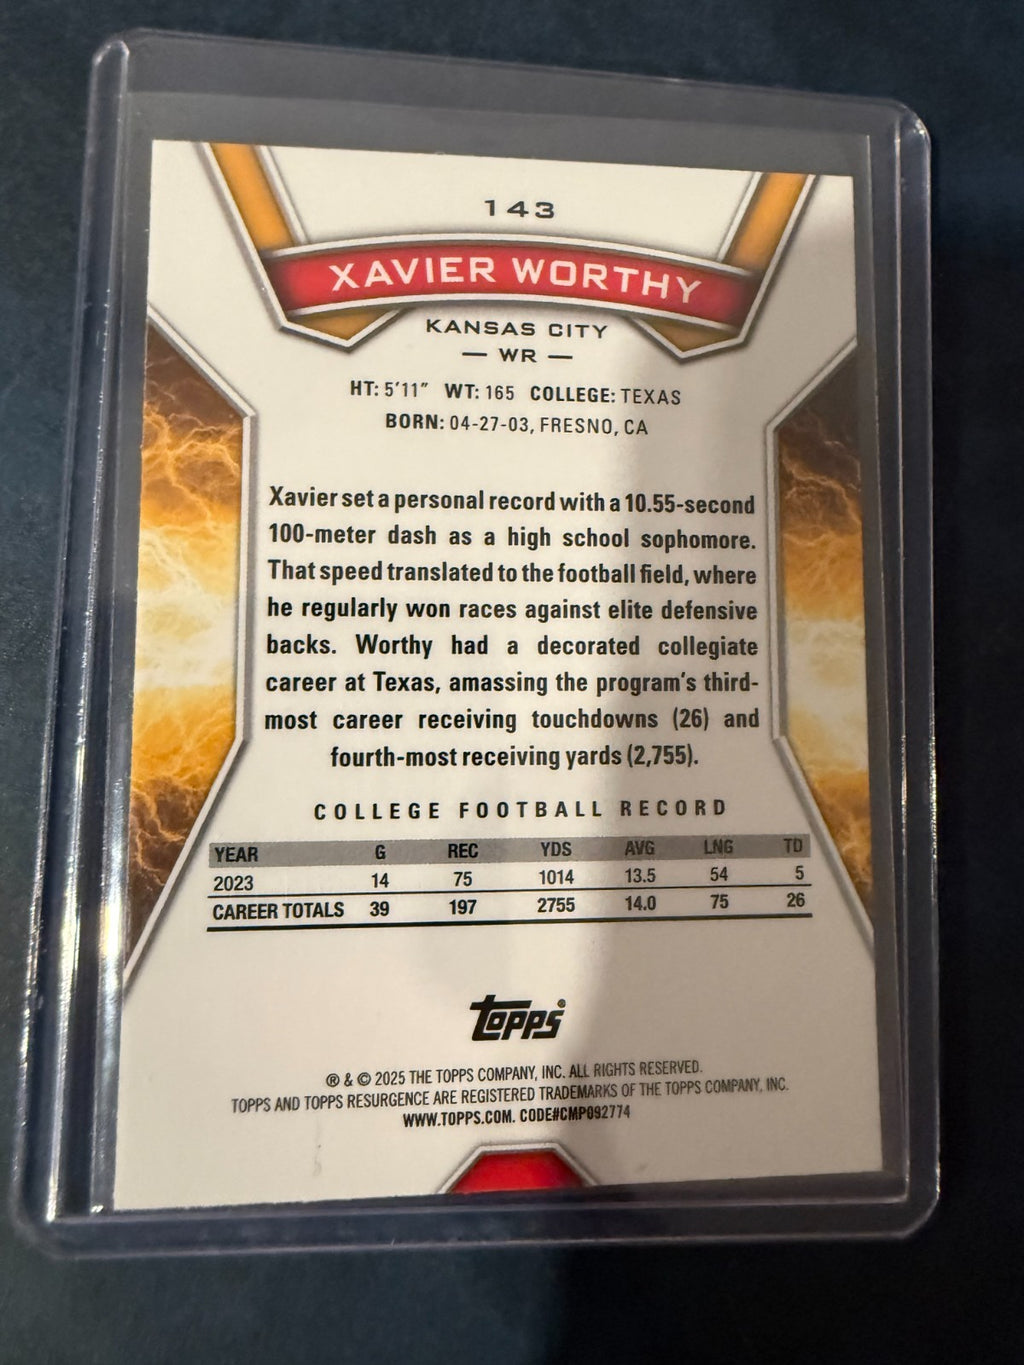 143
XAVIER WORTHY
KANSAS CITY
— WR —
HT: 5'11" WT: 165 COLLEGE: TEXAS
BORN: 04-27-03, FRESNO, CA
Xavier set a personal record with a 10.55-second
100-meter dash as a high school sophomore.
That speed translated to the football field, where
he regularly won races against elite defensive
backs. Worthy had a decorated collegiate
career at Texas, amassing the program's third-
most career receiving touchdowns (26) and
fourth-most receiving yards (2,755).
COLLEGE FOOTBALL RECORD
YEAR G REC YDS AVG LNG TD
2023 14 75 1014 13.5 54 5
CAREER TOTALS 39 197 2755 14.0 75 26
Topps®
® & © 2025 THE TOPPS COMPANY, INC. ALL RIGHTS RESERVED.
TOPPS AND TOPPS RESURGENCE ARE REGISTERED TRADEMARKS OF THE TOPPS COMPANY, INC.
WWW.TOPPS.COM. CODE#CMP092774